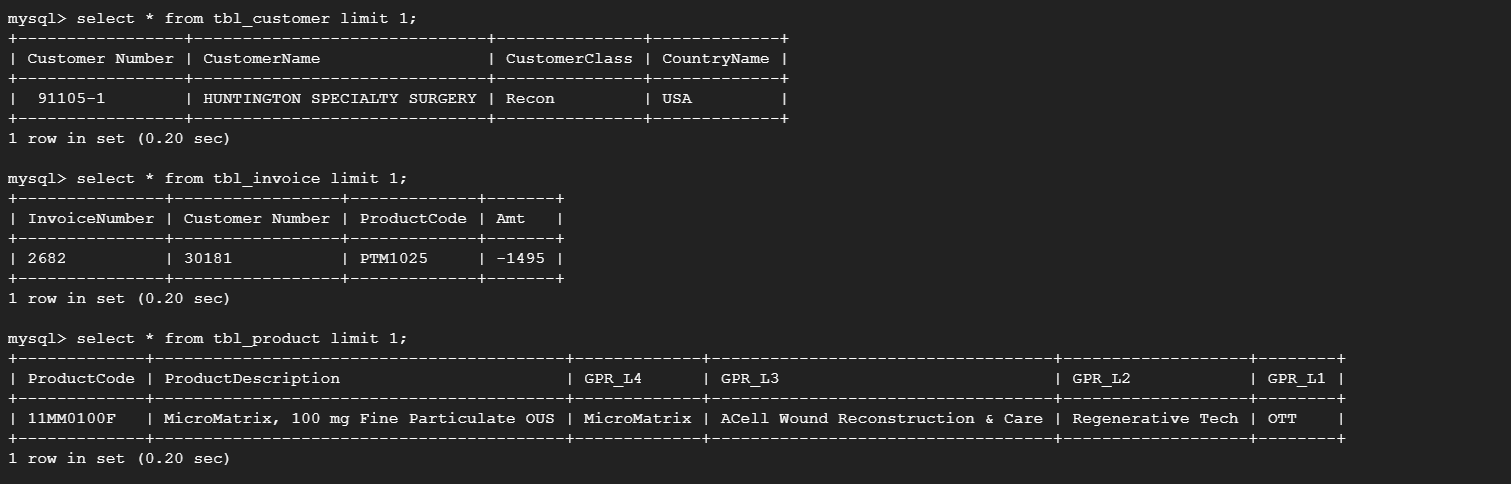 mysql> select * from tbl_customer limit 1;
+-----------------+------------------------------+---------------+-------------+
| Customer Number | CustomerName                 | CustomerClass | CountryName |
+-----------------+------------------------------+---------------+-------------+
|  91105-1        | HUNTINGTON SPECIALTY SURGERY | Recon         | USA         |
+-----------------+------------------------------+---------------+-------------+
1 row in set (0.20 sec)

mysql> select * from tbl_invoice limit 1;
+---------------+-----------------+-------------+-------+
| InvoiceNumber | Customer Number | ProductCode | Amt   |
+---------------+-----------------+-------------+-------+
| 2682          | 30181           | PTM1025     | -1495 |
+---------------+-----------------+-------------+-------+
1 row in set (0.20 sec)

mysql> select * from tbl_product limit 1;
+-------------+------------------------------------------+-------------+-----------------------------------+-------------------+--------+
| ProductCode | ProductDescription                       | GPR_L4      | GPR_L3                            | GPR_L2            | GPR_L1 |
+-------------+------------------------------------------+-------------+-----------------------------------+-------------------+--------+
| 11MM0100F   | MicroMatrix, 100 mg Fine Particulate OUS | MicroMatrix | ACell Wound Reconstruction & Care | Regenerative Tech | OTT    |
+-------------+------------------------------------------+-------------+-----------------------------------+-------------------+--------+
1 row in set (0.20 sec)